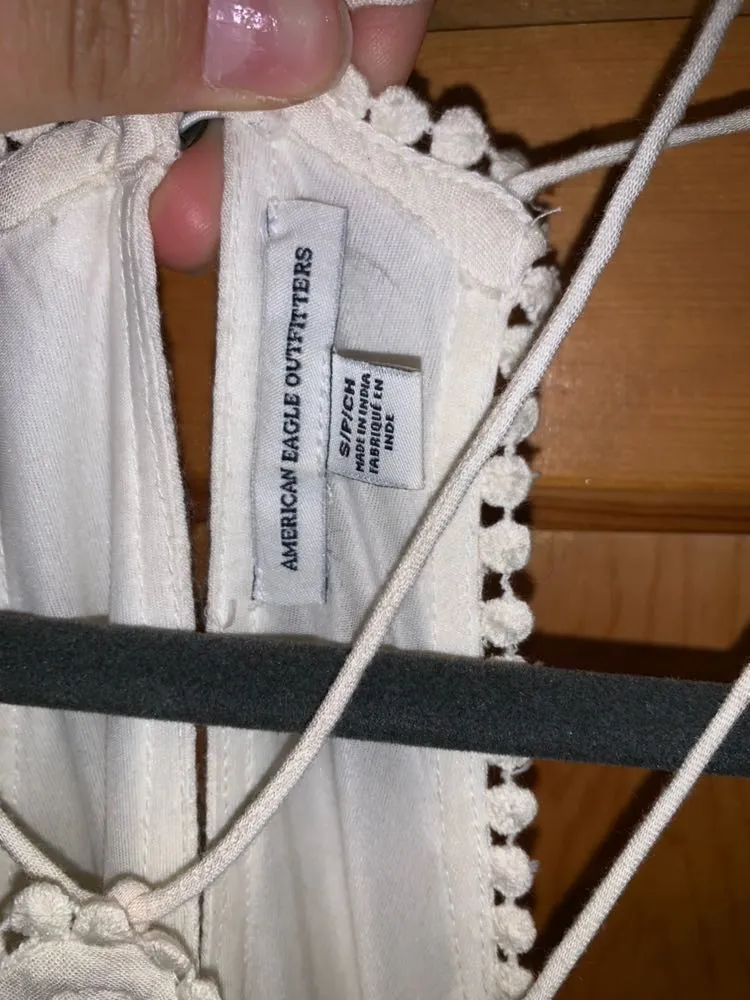 AMERICAN EAGLE OUTFITTERS
S/P/CH
MADE IN INDIA
FABRIQUÉ EN
INDE